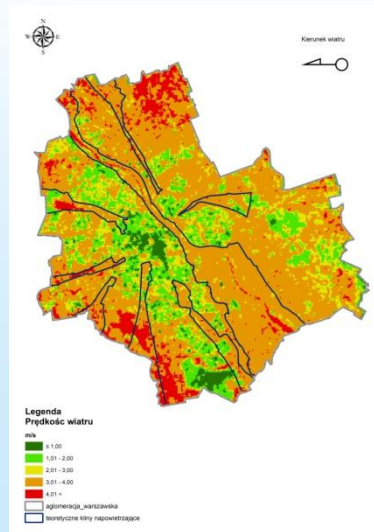 N
W E
S
Kierunek wiatru
Legenda
Prędkośc wiatru
m/s
≤ 1,00
1,01 - 2,00
2,01 - 3,00
3,01 - 4,00
4,01 <
aglomeracja_warszawska
teoretyczne kliny napowietrzające